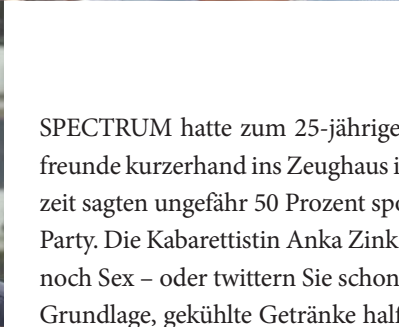 SPECTRUM hatte zum 25-jährige
freunde kurzerhand ins Zeughaus i
zeit sagten ungefähr 50 Prozent spo
Party. Die Kabarettistin Anka Zink
noch Sex – oder twittern Sie schon
Grundlage, gekühlte Getränke half